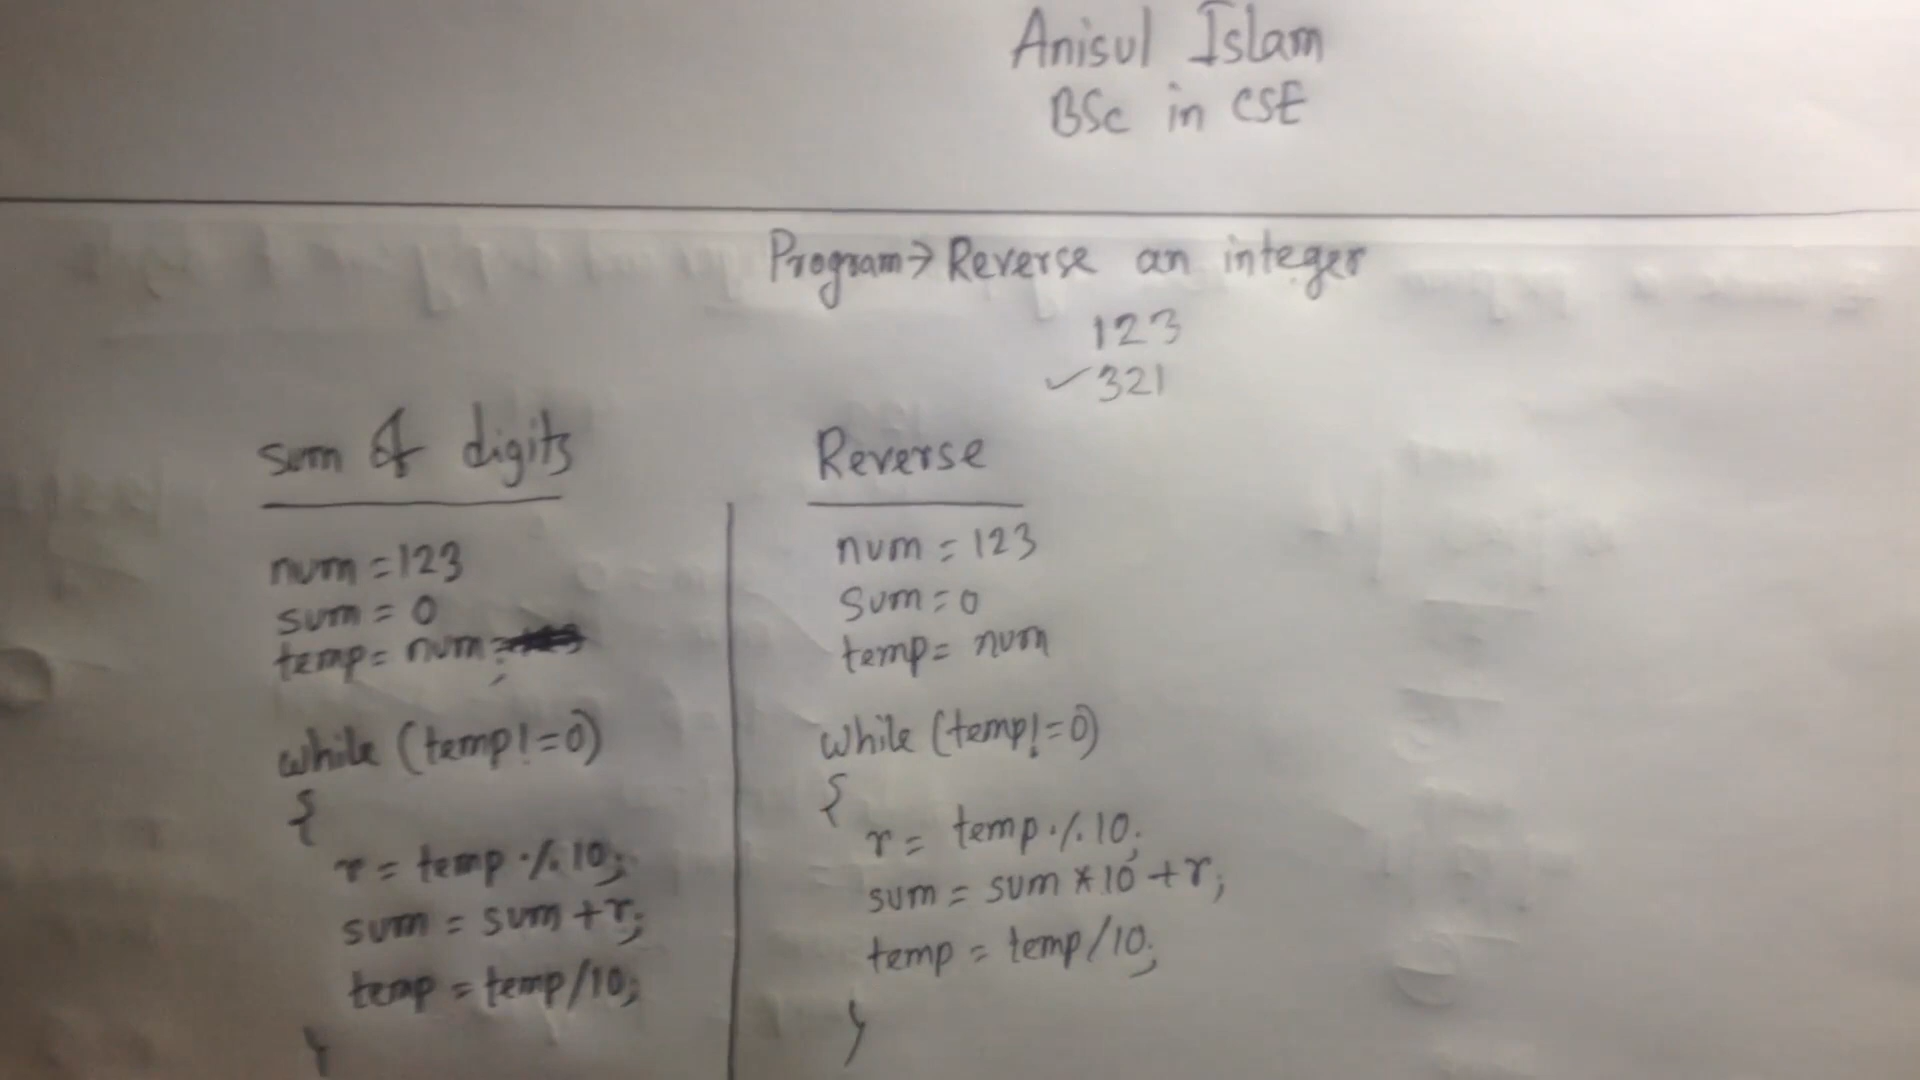 Anisul Islam
BSc in CSE
Program→ Reverse an integer
123
✓321
sum of digits
num = 123
sum = 0
temp = num;
while (temp!=0)
{
r = temp % 10;
sum = sum + r;
temp = temp/10;
}
Reverse
num = 123
sum = 0
temp = num
while (temp!=0)
{
r = temp % 10;
sum = sum * 10 + r;
temp = temp/10;
}